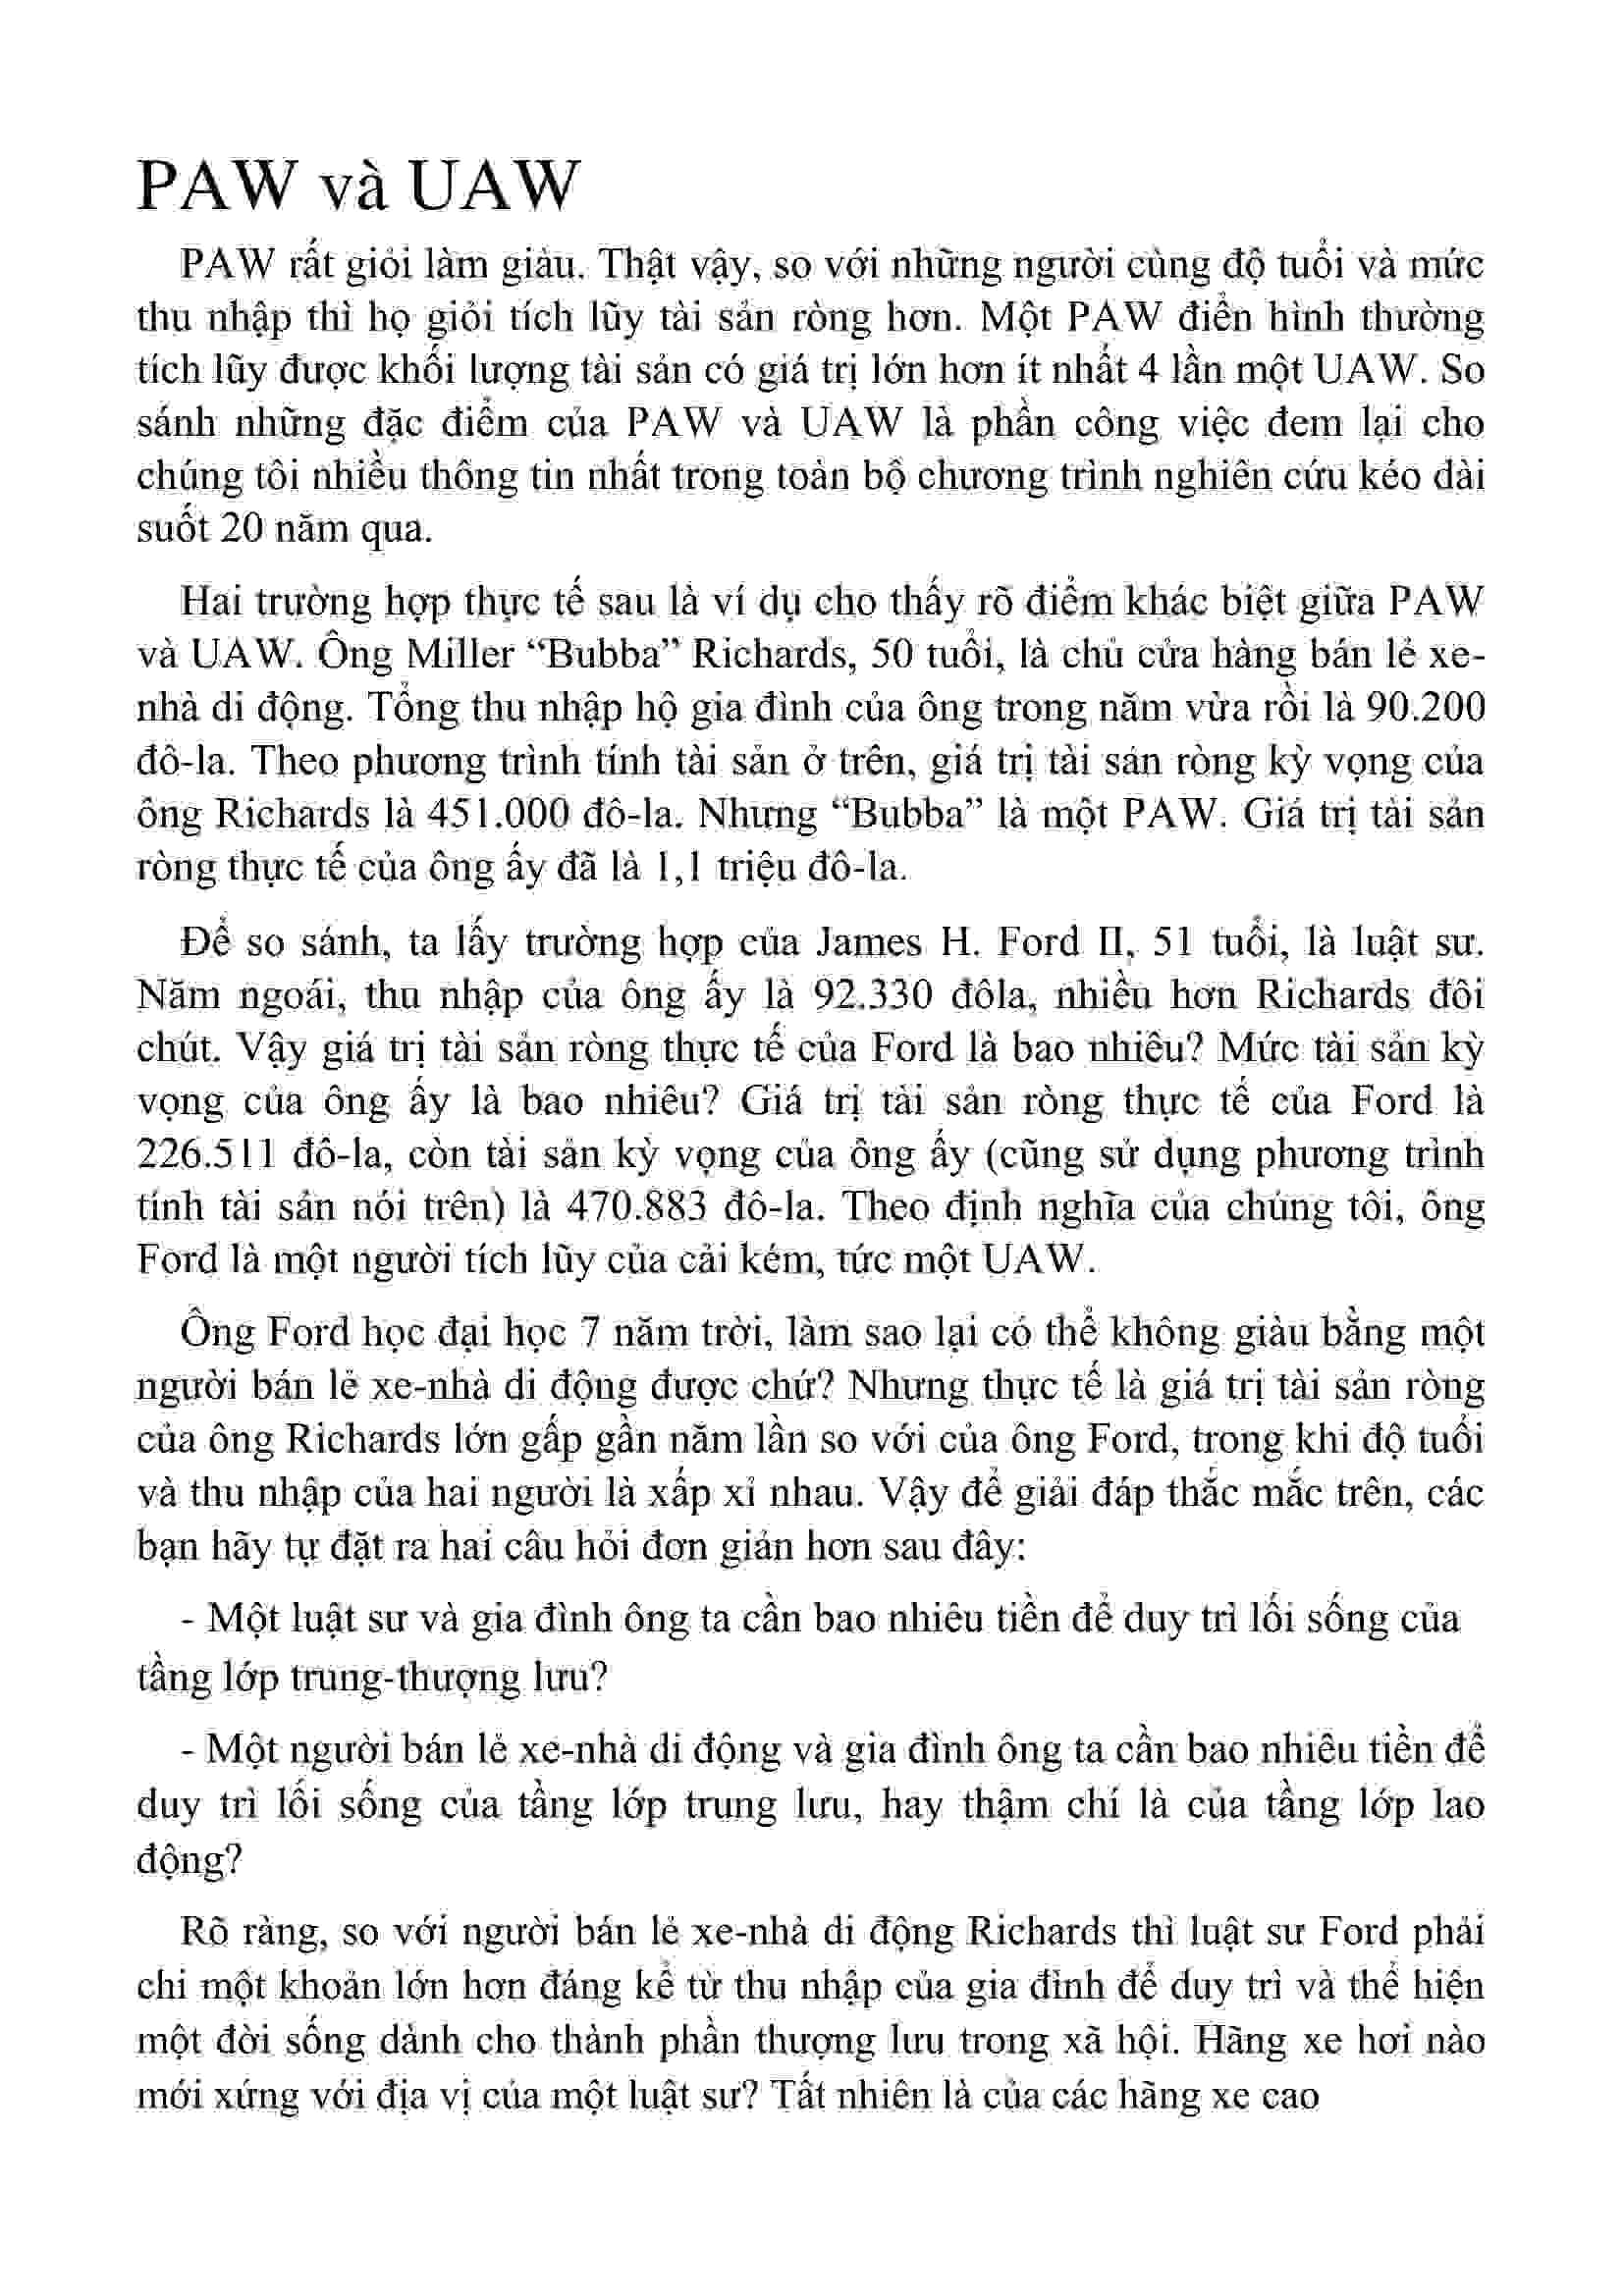 PAW và UAW
PAW rất giỏi làm giàu. Thật vậy, so với những người cùng độ tuổi và mức
thu nhập thì họ giỏi tích lũy tài sản ròng hơn. Một PAW điển hình thường
tích lũy được khối lượng tài sản có giá trị lớn hơn ít nhất 4 lần một UAW. So
sánh những đặc điểm của PAW và UAW là phần công việc đem lại cho
chúng tôi nhiều thông tin nhất trong toàn bộ chương trình nghiên cứu kéo dài
suốt 20 năm qua.
Hai trường hợp thực tế sau là ví dụ cho thấy rõ điểm khác biệt giữa PAW
và UAW. Ông Miller “Bubba” Richards, 50 tuổi, là chủ cửa hàng bán lẻ xe-
nhà di động. Tổng thu nhập hộ gia đình của ông trong năm vừa rồi là 90.200
đô-la. Theo phương trình tính tài sản ở trên, giá trị tài sản ròng kỳ vọng của
ông Richards là 451.000 đô-la. Nhưng “Bubba” là một PAW. Giá trị tài sản
ròng thực tế của ông ấy đã là 1,1 triệu đô-la.
Để so sánh, ta lấy trường hợp của James H. Ford II, 51 tuổi, là luật sư.
Năm ngoái, thu nhập của ông ấy là 92.330 đôla, nhiều hơn Richards đôi
chút. Vậy giá trị tài sản ròng thực tế của Ford là bao nhiêu? Mức tài sản kỳ
vọng của ông ấy là bao nhiêu? Giá trị tài sản ròng thực tế của Ford là
226.511 đô-la, còn tài sản kỳ vọng của ông ấy (cũng sử dụng phương trình
tính tài sản nói trên) là 470.883 đô-la. Theo định nghĩa của chúng tôi, ông
Ford là một người tích lũy của cải kém, tức một UAW.
Ông Ford học đại học 7 năm trời, làm sao lại có thể không giàu bằng một
người bán lẻ xe-nhà di động được chứ? Nhưng thực tế là giá trị tài sản ròng
của ông Richards lớn gấp gần năm lần so với của ông Ford, trong khi độ tuổi
và thu nhập của hai người là xấp xỉ nhau. Vậy để giải đáp thắc mắc trên, các
bạn hãy tự đặt ra hai câu hỏi đơn giản hơn sau đây:
- Một luật sư và gia đình ông ta cần bao nhiêu tiền để duy trì lối sống của
tầng lớp trung-thượng lưu?
- Một người bán lẻ xe-nhà di động và gia đình ông ta cần bao nhiêu tiền để
duy trì lối sống của tầng lớp trung lưu, hay thậm chí là của tầng lớp lao
động?
Rõ ràng, so với người bán lẻ xe-nhà di động Richards thì luật sư Ford phải
chi một khoản lớn hơn đáng kể từ thu nhập của gia đình để duy trì và thể hiện
một đời sống dành cho thành phần thượng lưu trong xã hội. Hãng xe hơi nào
mới xứng với địa vị của một luật sư? Tất nhiên là của các hãng xe cao